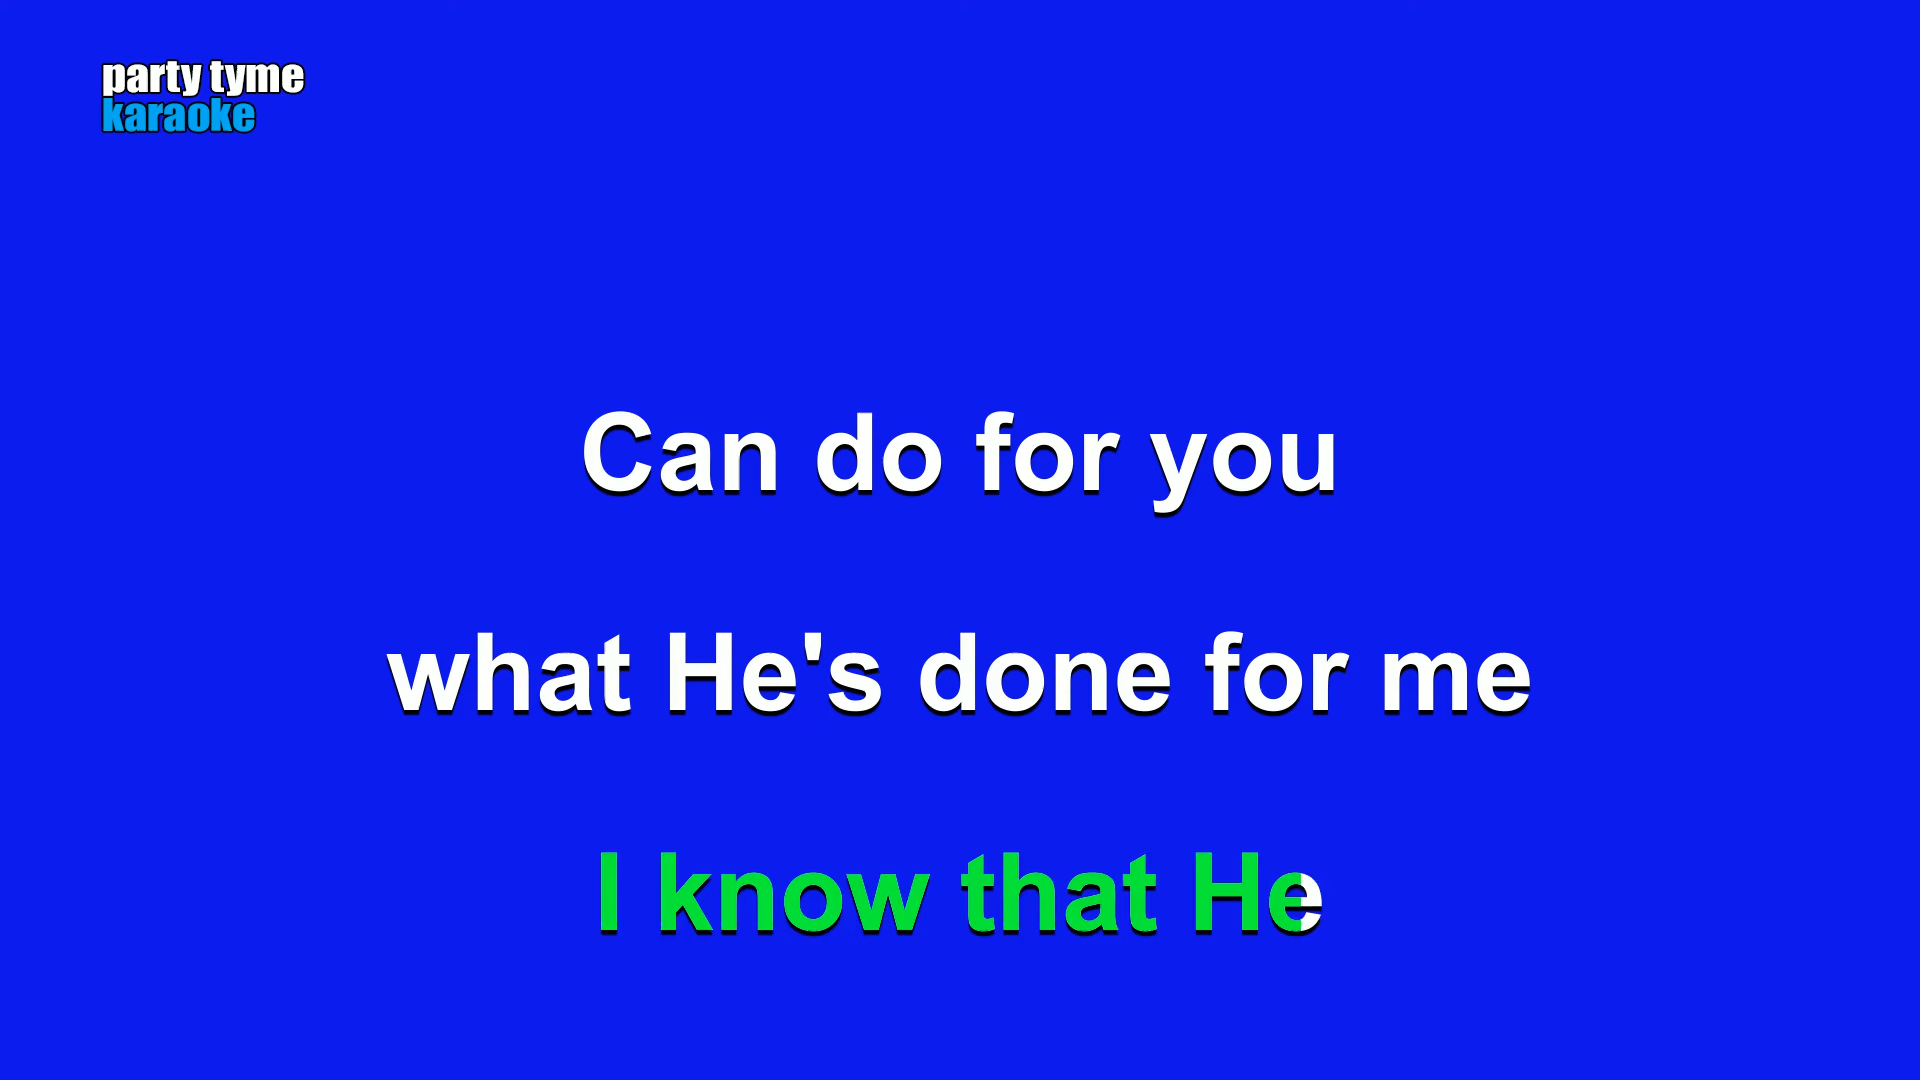 party tyme
karaoke
Can do for you
what He's done for me
I know that He